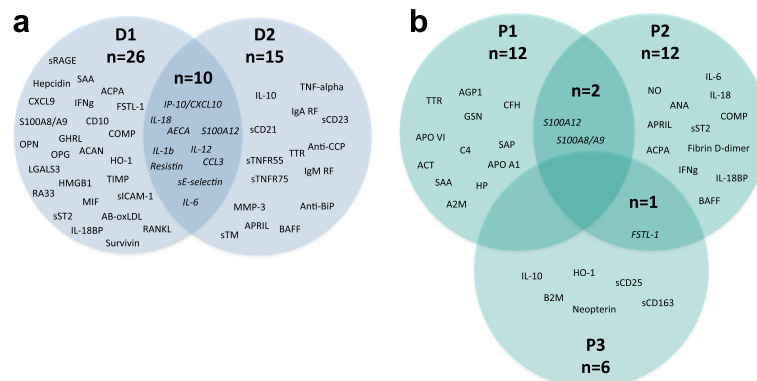 a
D1
n=26
D2
n=15
n=10
sRAGE
Hepcidin
SAA
ACPA
CXCL9
IFNg
FSTL-1
S100A8/A9
CD10
OPN
GHRL
COMP
OPG
ACAN
LGALS3
HO-1
RA33
HMGB1
TIMP
MIF
sICAM-1
sST2
AB-oxLDL
IL-18BP
RANKL
Survivin
IP-10/CXCL10
IL-18
AECA
S100A12
IL-1b
IL-12
Resistin
CCL3
sE-selectin
IL-6
TNF-alpha
IL-10
IgA RF
sCD23
sCD21
Anti-CCP
TTR
sTNFR55
IgM RF
sTNFR75
MMP-3
Anti-BiP
APRIL
BAFF
sTM
b
P1
n=12
P2
n=12
n=2
TTR
AGP1
CFH
GSN
APO VI
C4
SAP
ACT
APO A1
SAA
HP
A2M
S100A12
S100A8/A9
IL-6
NO
IL-18
ANA
COMP
APRIL
sST2
ACPA
Fibrin D-dimer
IFNg
IL-18BP
BAFF
n=1
FSTL-1
IL-10
HO-1
sCD25
B2M
sCD163
Neopterin
P3
n=6